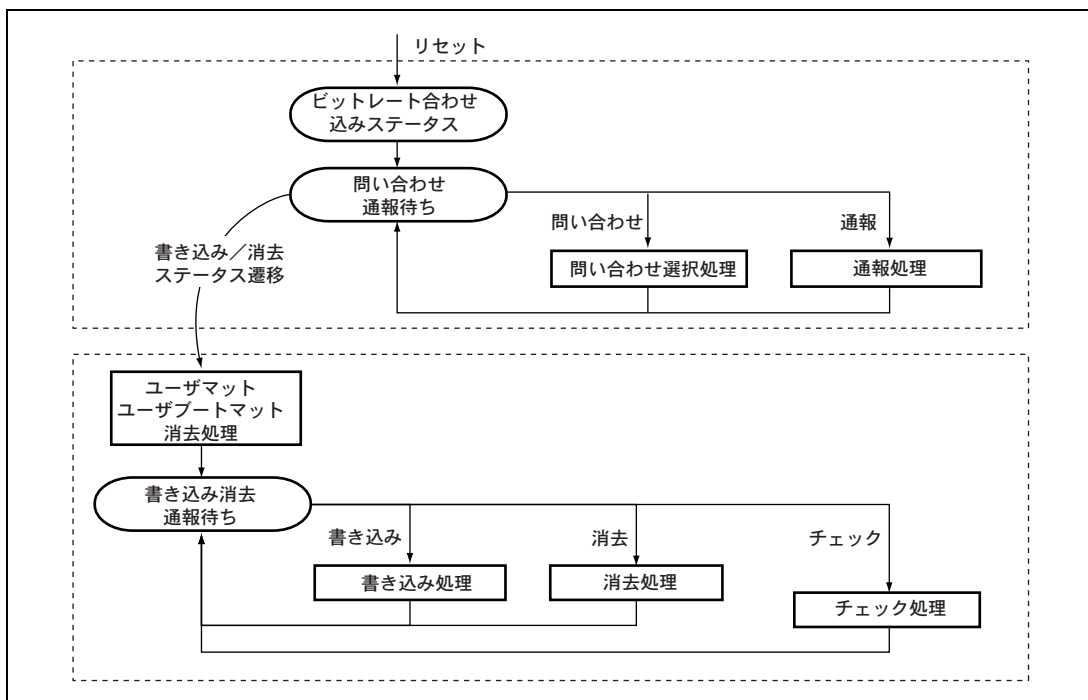 リセット
ビットレート合わせ
込みステータス
問い合わせ
通報待ち
問い合わせ
通報
書き込み／消去
ステータス遷移
問い合わせ選択処理
通報処理
ユーザマット
ユーザブートマット
消去処理
書き込み消去
通報待ち
書き込み
消去
チェック
書き込み処理
消去処理
チェック処理